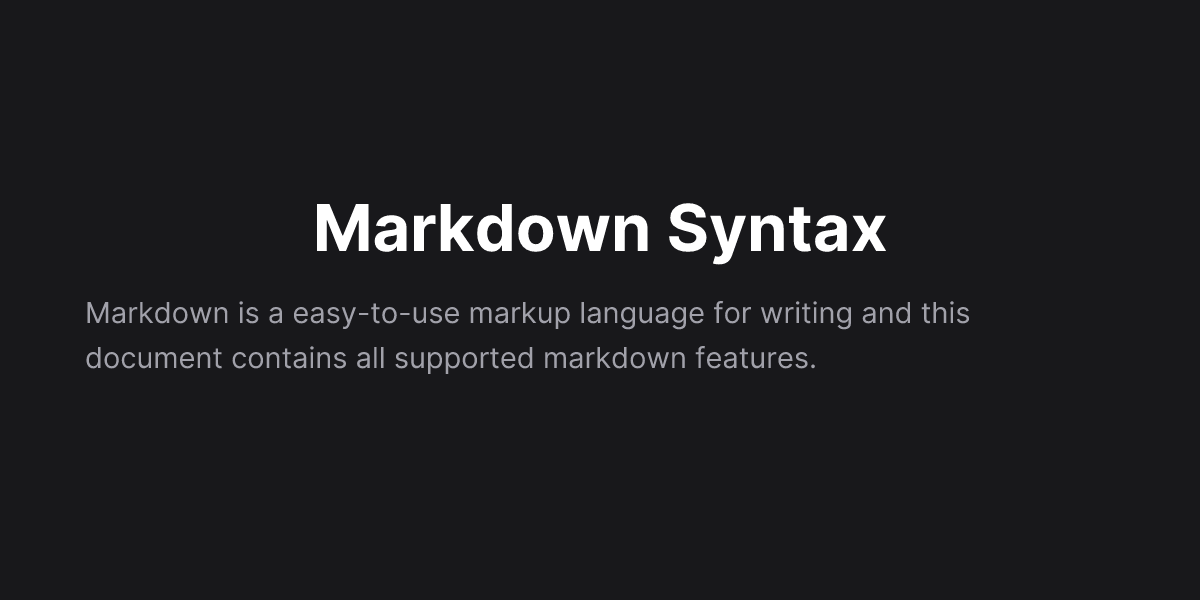 Markdown Syntax
Markdown is a easy-to-use markup language for writing and this
document contains all supported markdown features.